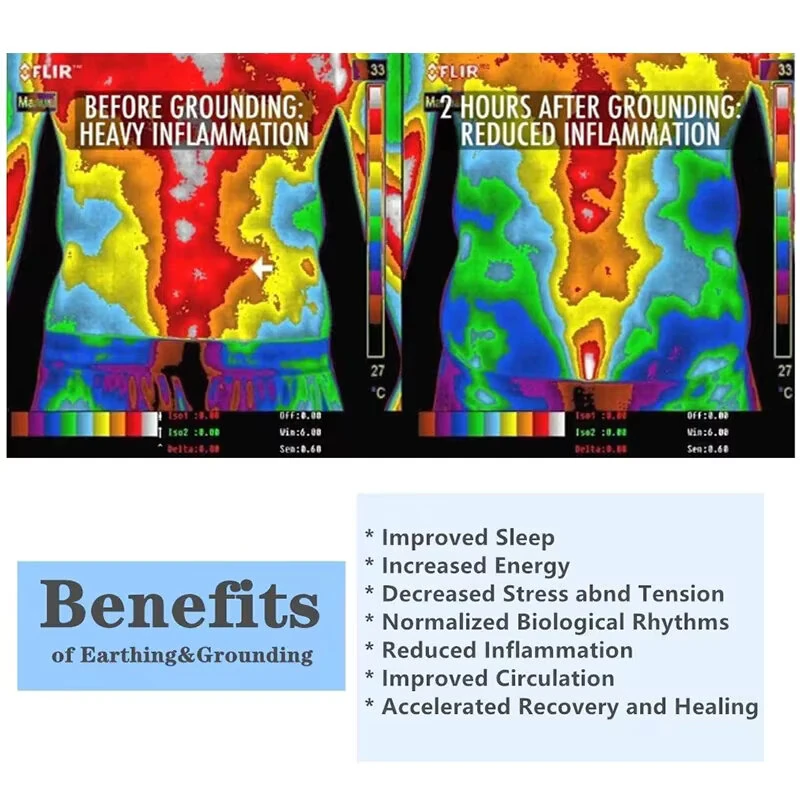 FLIR
33
Manual
BEFORE GROUNDING:
HEAVY INFLAMMATION
27
°C
Iso1 :0.00
Off:0.00
Iso2 :0.00
Win:6.00
Delta:0.00
Sen:0.60
FLIR
33
2 HOURS AFTER GROUNDING:
REDUCED INFLAMMATION
27
°C
Iso1 :0.00
Off:0.00
Iso2 :0.00
Win:6.00
Delta:0.00
Sen:0.60
Benefits
of Earthing&Grounding
* Improved Sleep
* Increased Energy
* Decreased Stress abnd Tension
* Normalized Biological Rhythms
* Reduced Inflammation
* Improved Circulation
* Accelerated Recovery and Healing